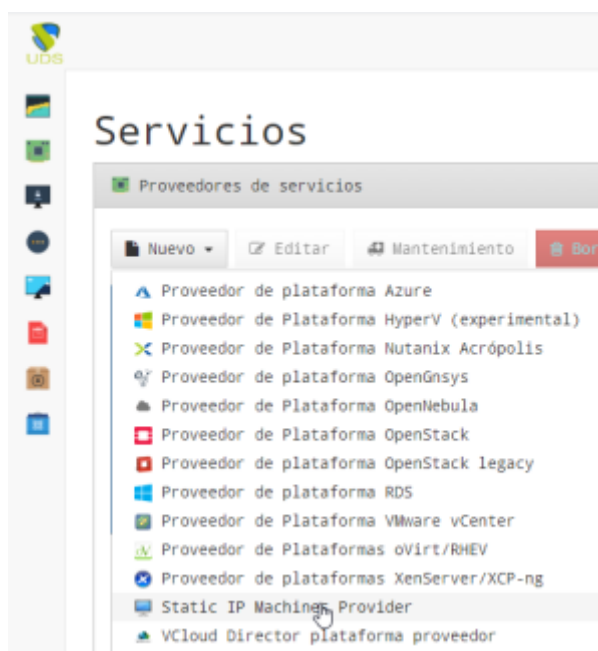 UDS
Servicios
Proveedores de servicios
Nuevo Editar Mantenimiento Bor
Proveedor de plataforma Azure
Proveedor de Plataforma HyperV (experimental)
Proveedor de Plataforma Nutanix Acrópolis
Proveedor de plataforma OpenGnsys
Proveedor de Plataforma OpenNebula
Proveedor de Plataforma OpenStack
Proveedor de plataforma OpenStack legacy
Proveedor de plataforma RDS
Proveedor de Plataforma VMware vCenter
Proveedor de Plataformas oVirt/RHEV
Proveedor de plataformas XenServer/XCP-ng
Static IP Machines Provider
VCloud Director plataforma proveedor